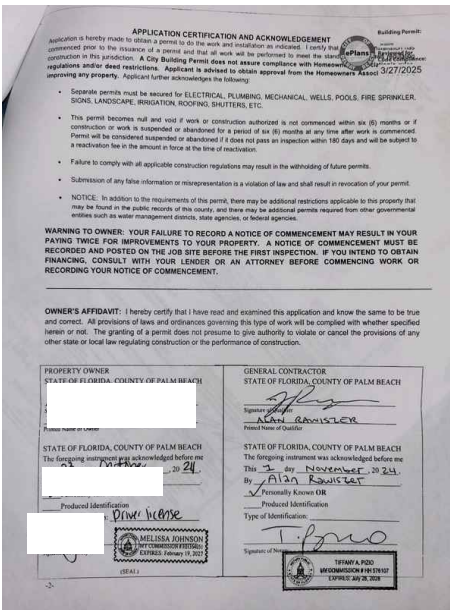 APPLICATION CERTIFICATION AND ACKNOWLEDGEMENT
Building Permit:
Application is hereby made to obtain a permit to do the work and installation as indicated. I certify that
commenced prior to the issuance of a permit and that all work will be performed to meet the stand
construction in this jurisdiction. A City Building Permit does not assure compliance with Homeown
regulations and/or deed restrictions. Applicant is advised to obtain approval from the Homeowners Associ
improving any property. Applicant further acknowledges the following:
ePlans
3/27/2025
• Separate permits must be secured for ELECTRICAL, PLUMBING, MECHANICAL, WELLS, POOLS, FIRE SPRINKLER,
SIGNS, LANDSCAPE, IRRIGATION, ROOFING, SHUTTERS, ETC.
• This permit becomes null and void if work or construction authorized is not commenced within six (6) months or if
construction or work is suspended or abandoned for a period of six (6) months at any time after work is commenced.
Permit will be considered suspended or abandoned if it does not pass an inspection within 180 days and will be subject to
a reactivation fee in the amount in force at the time of reactivation.
• Failure to comply with all applicable construction regulations may result in the withholding of future permits.
• Submission of any false information or misrepresentation is a violation of law and shall result in revocation of your permit.
• NOTICE: In addition to the requirements of this permit, there may be additional restrictions applicable to this property that
may be found in the public records of this county, and there may be additional permits required from other governmental
entities such as water management districts, state agencies, or federal agencies.
WARNING TO OWNER: YOUR FAILURE TO RECORD A NOTICE OF COMMENCEMENT MAY RESULT IN YOUR
PAYING TWICE FOR IMPROVEMENTS TO YOUR PROPERTY. A NOTICE OF COMMENCEMENT MUST BE
RECORDED AND POSTED ON THE JOB SITE BEFORE THE FIRST INSPECTION. IF YOU INTEND TO OBTAIN
FINANCING, CONSULT WITH YOUR LENDER OR AN ATTORNEY BEFORE COMMENCING WORK OR
RECORDING YOUR NOTICE OF COMMENCEMENT.
OWNER'S AFFIDAVIT: I hereby certify that I have read and examined this application and know the same to be true
and correct. All provisions of laws and ordinances governing this type of work will be complied with whether specified
herein or not. The granting of a permit does not presume to give authority to violate or cancel the provisions of any
other state or local law regulating construction or the performance of construction.
PROPERTY OWNER
STATE OF FLORIDA, COUNTY OF PALM BEACH
Printed Name of Owner
STATE OF FLORIDA, COUNTY OF PALM BEACH
The foregoing instrument was acknowledged before me
, 20 24.
Produced Identification
: Driver license
MELISSA JOHNSON
EXPIRES: February 19, 2027
(SEAL)
GENERAL CONTRACTOR
STATE OF FLORIDA, COUNTY OF PALM BEACH
Signature of Qualifier
ALAN RAWISZER
Printed Name of Qualifier
STATE OF FLORIDA, COUNTY OF PALM BEACH
The foregoing instrument was acknowledged before me
This 1 day November, 20 24.
By Alan Rawiszer
✓ Personally Known OR
Produced Identification
Type of Identification:
Signature of Notary
TIFFANY A. PIZIO
MY COMMISSION # HH 576107
EXPIRES: July 28, 2028
-2-